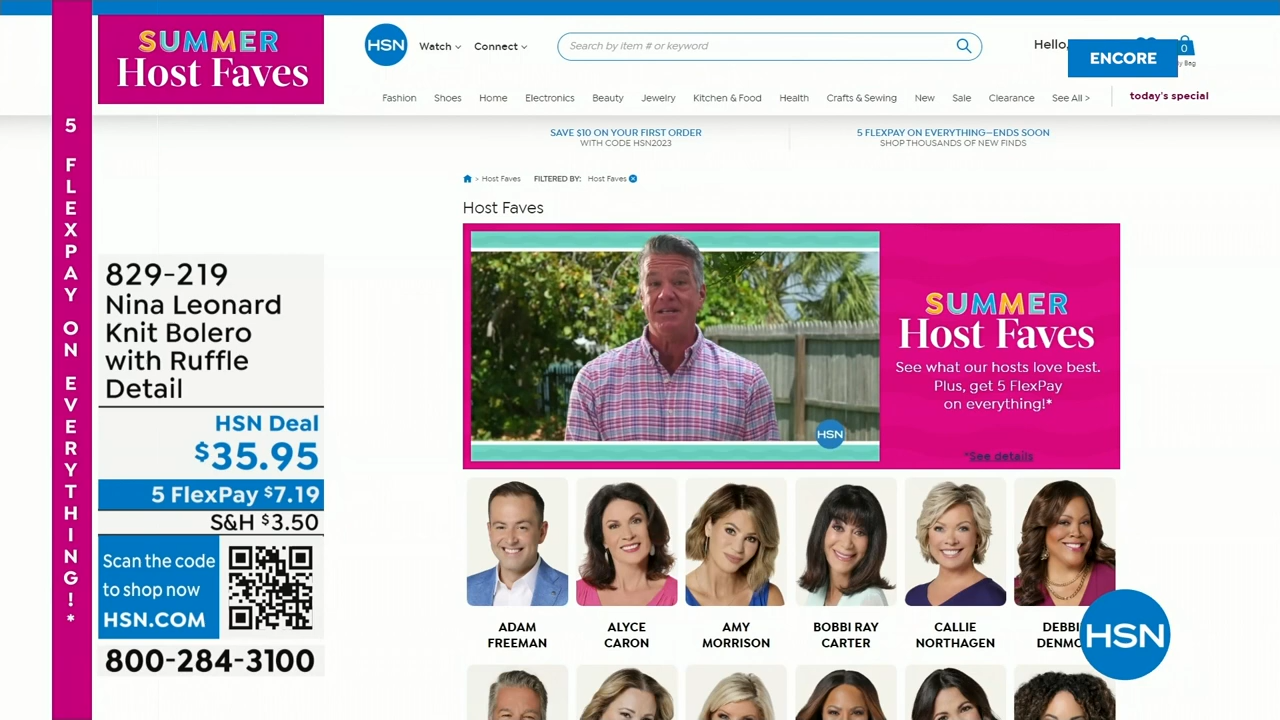 5 FLEXPAY ON EVERYTHING!*
SUMMER
Host Faves
HSN
Watch
Connect
Search by item # or keyword
Hello,
ENCORE
0
Bag
Fashion
Shoes
Home
Electronics
Beauty
Jewelry
Kitchen & Food
Health
Crafts & Sewing
New
Sale
Clearance
See All >
today's special
SAVE $10 ON YOUR FIRST ORDER
WITH CODE HSN2023
5 FLEXPAY ON EVERYTHING—ENDS SOON
SHOP THOUSANDS OF NEW FINDS
> Host Faves
FILTERED BY: Host Faves
Host Faves
829-219
Nina Leonard
Knit Bolero
with Ruffle
Detail
HSN Deal
$35.95
5 FlexPay $7.19
S&H $3.50
Scan the code
to shop now
HSN.COM
800-284-3100
HSN
SUMMER
Host Faves
See what our hosts love best.
Plus, get 5 FlexPay
on everything!*
*See details
ADAM
FREEMAN
ALYCE
CARON
AMY
MORRISON
BOBBI RAY
CARTER
CALLIE
NORTHAGEN
HSN